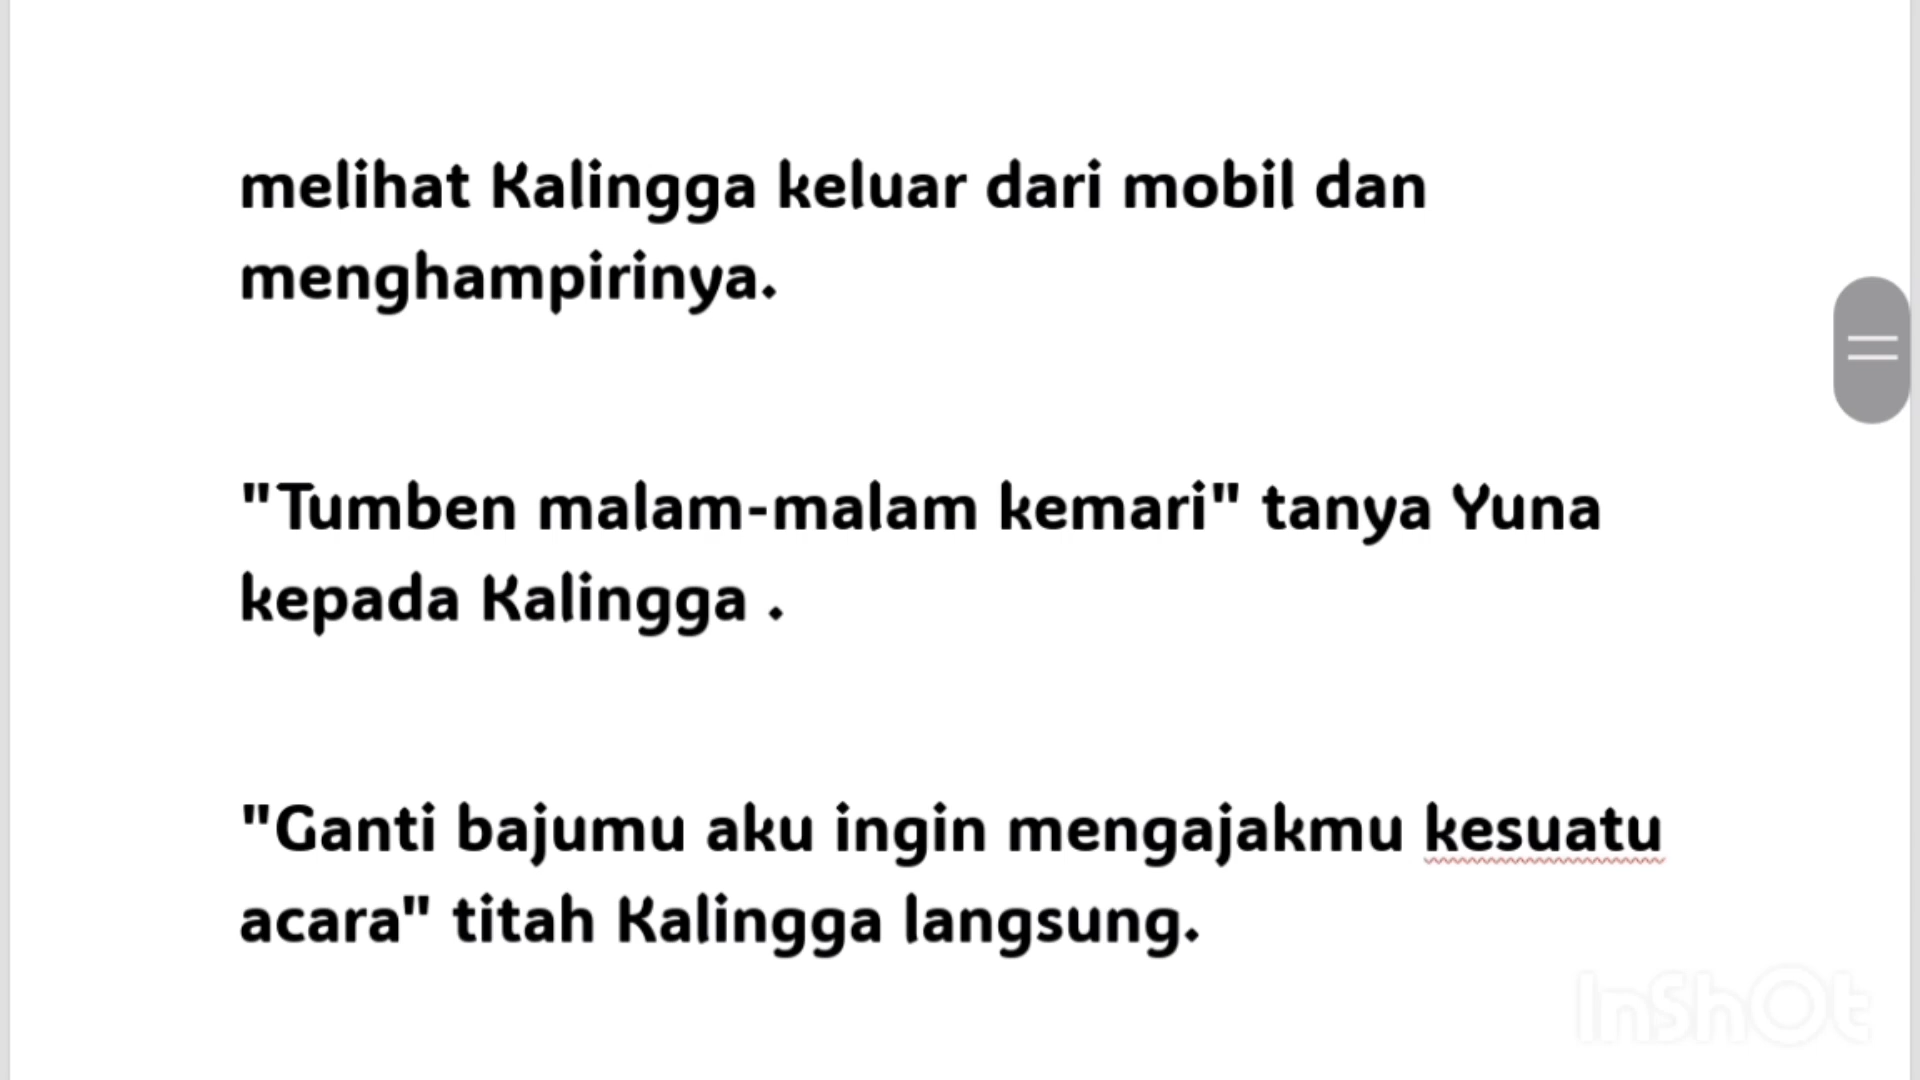 melihat Kalingga keluar dari mobil dan
menghampirinya.
"Tumben malam-malam kemari" tanya Yuna
kepada Kalingga .
"Ganti bajumu aku ingin mengajakmu kesuatu
acara" titah Kalingga langsung.
InShOt